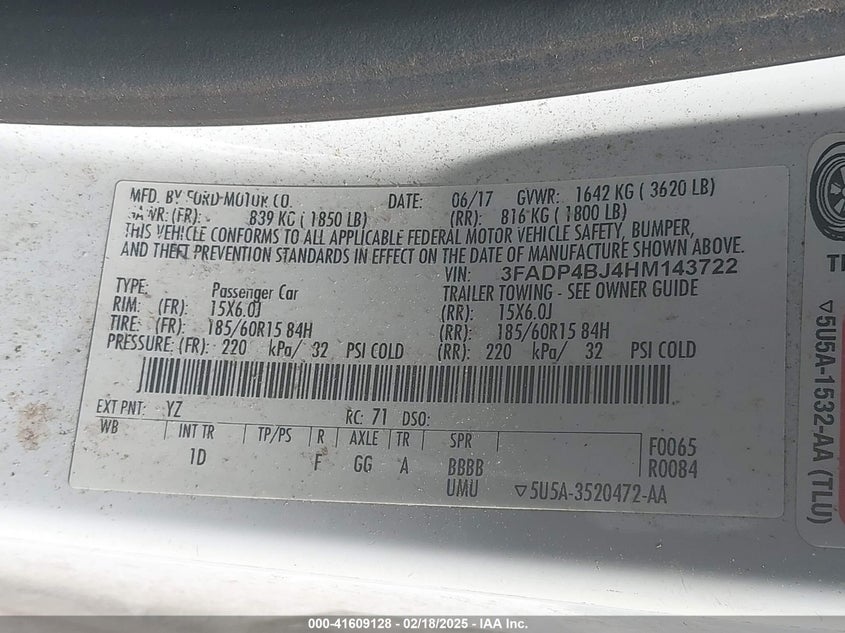 MFD. BY FORD MOTOR CO. DATE: 06/17 GVWR: 1642 KG ( 3620 LB)
GAWR: (FR): 839 KG ( 1850 LB) (RR): 816 KG ( 1800 LB)
THIS VEHICLE CONFORMS TO ALL APPLICABLE FEDERAL MOTOR VEHICLE SAFETY, BUMPER,
AND THEFT PREVENTION STANDARDS IN EFFECT ON THE DATE OF MANUFACTURE SHOWN ABOVE.
VIN: 3FADP4BJ4HM143722
TYPE: Passenger Car TRAILER TOWING - SEE OWNER GUIDE
RIM: (FR): 15X6.0J (RR): 15X6.0J
TIRE: (FR): 185/60R15 84H (RR): 185/60R15 84H
PRESSURE: (FR): 220 kPa/ 32 PSI COLD (RR): 220 kPa/ 32 PSI COLD
EXT PNT: YZ RC: 71 DSO:
WB INT TR TP/PS R AXLE TR SPR F0065
1D F GG A BBBB R0084
UMU ▽5U5A-3520472-AA
▽5U5A-1532-AA (TLU)
000-41609128 - 02/18/2025 - IAA Inc.